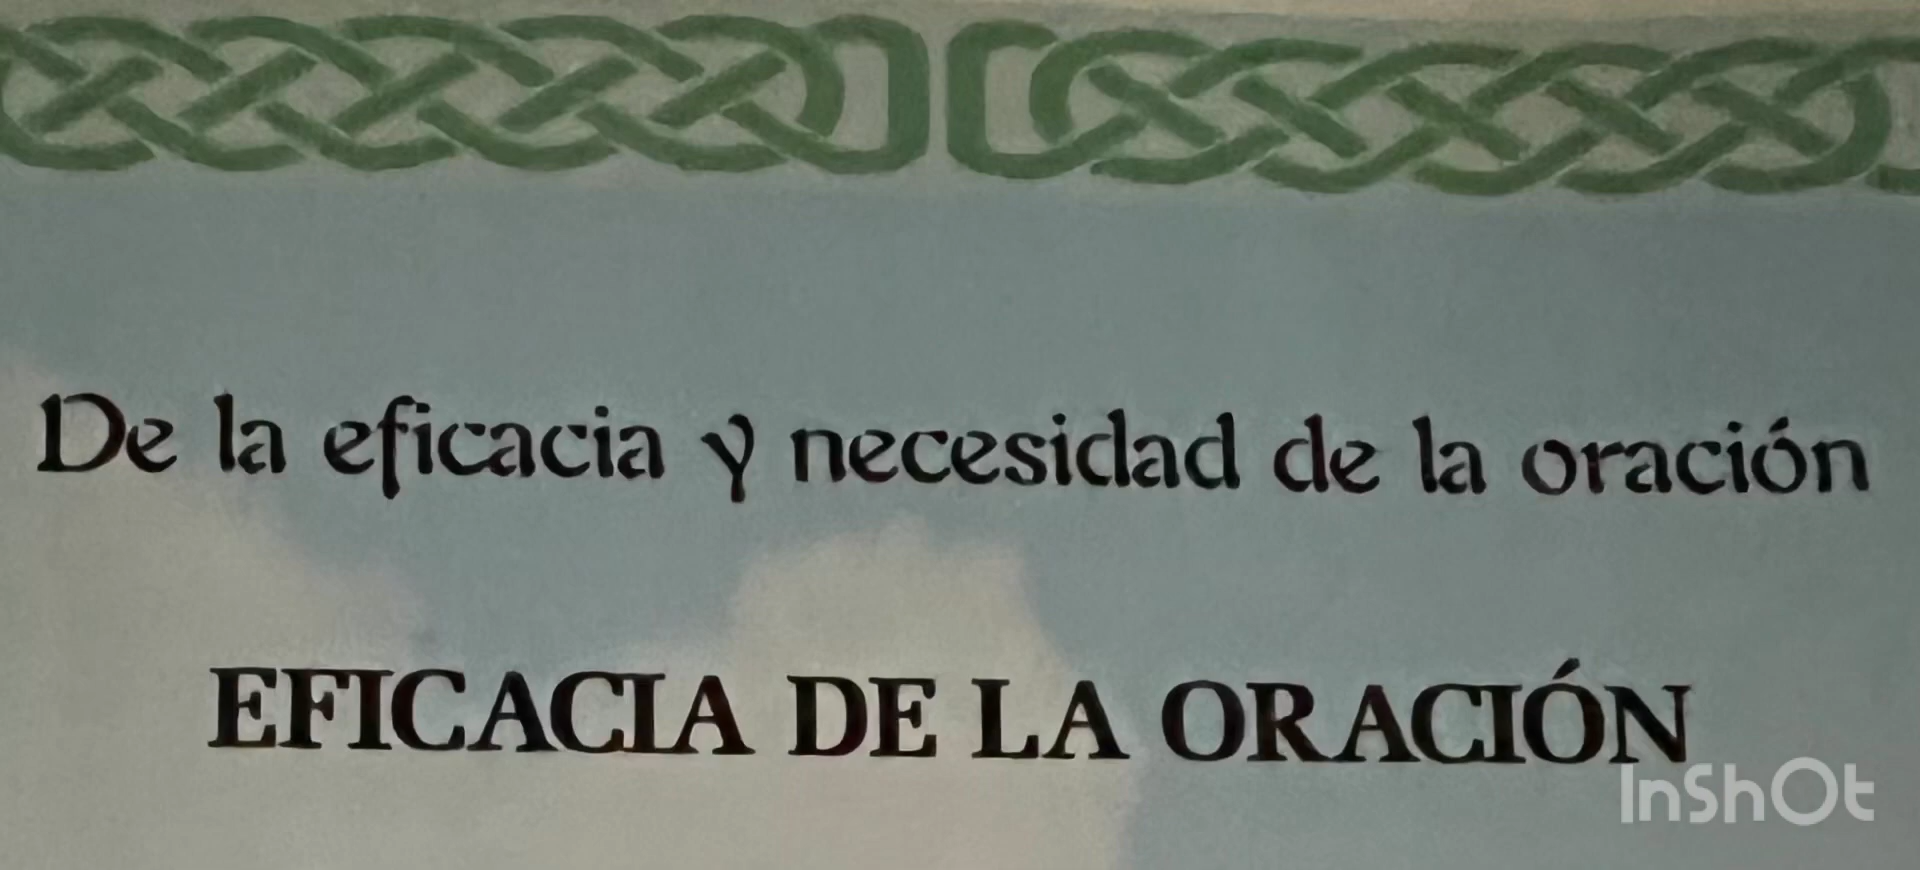 De la eficacia y necesidad de la oración
EFICACIA DE LA ORACIÓN
InShOt